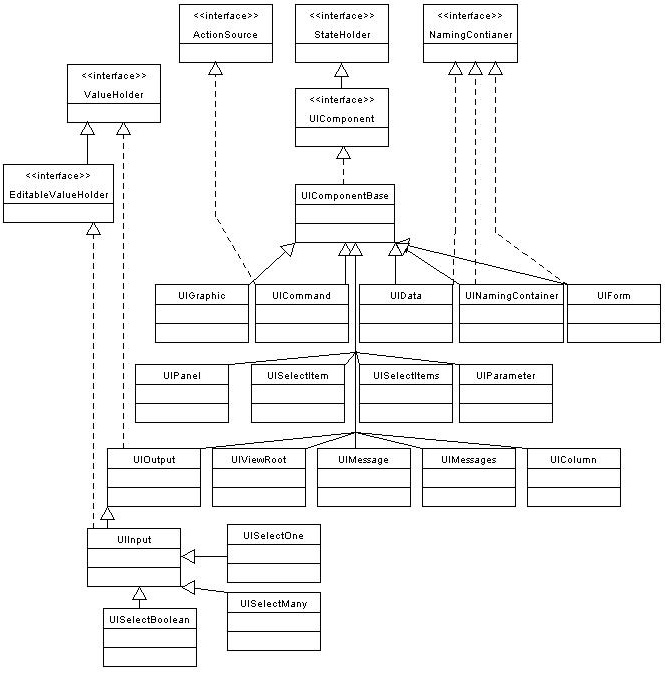 <<interface>>
ActionSource
<<interface>>
StateHolder
<<interface>>
NamingContianer
<<interface>>
ValueHolder
<<interface>>
UIComponent
<<interface>>
EditableValueHolder
UIComponentBase
UIGraphic
UICommand
UIData
UINamingContainer
UIForm
UIPanel
UISelectItem
UISelectItems
UIParameter
UIOutput
UIViewRoot
UIMessage
UIMessages
UIColumn
UIInput
UISelectOne
UISelectMany
UISelectBoolean